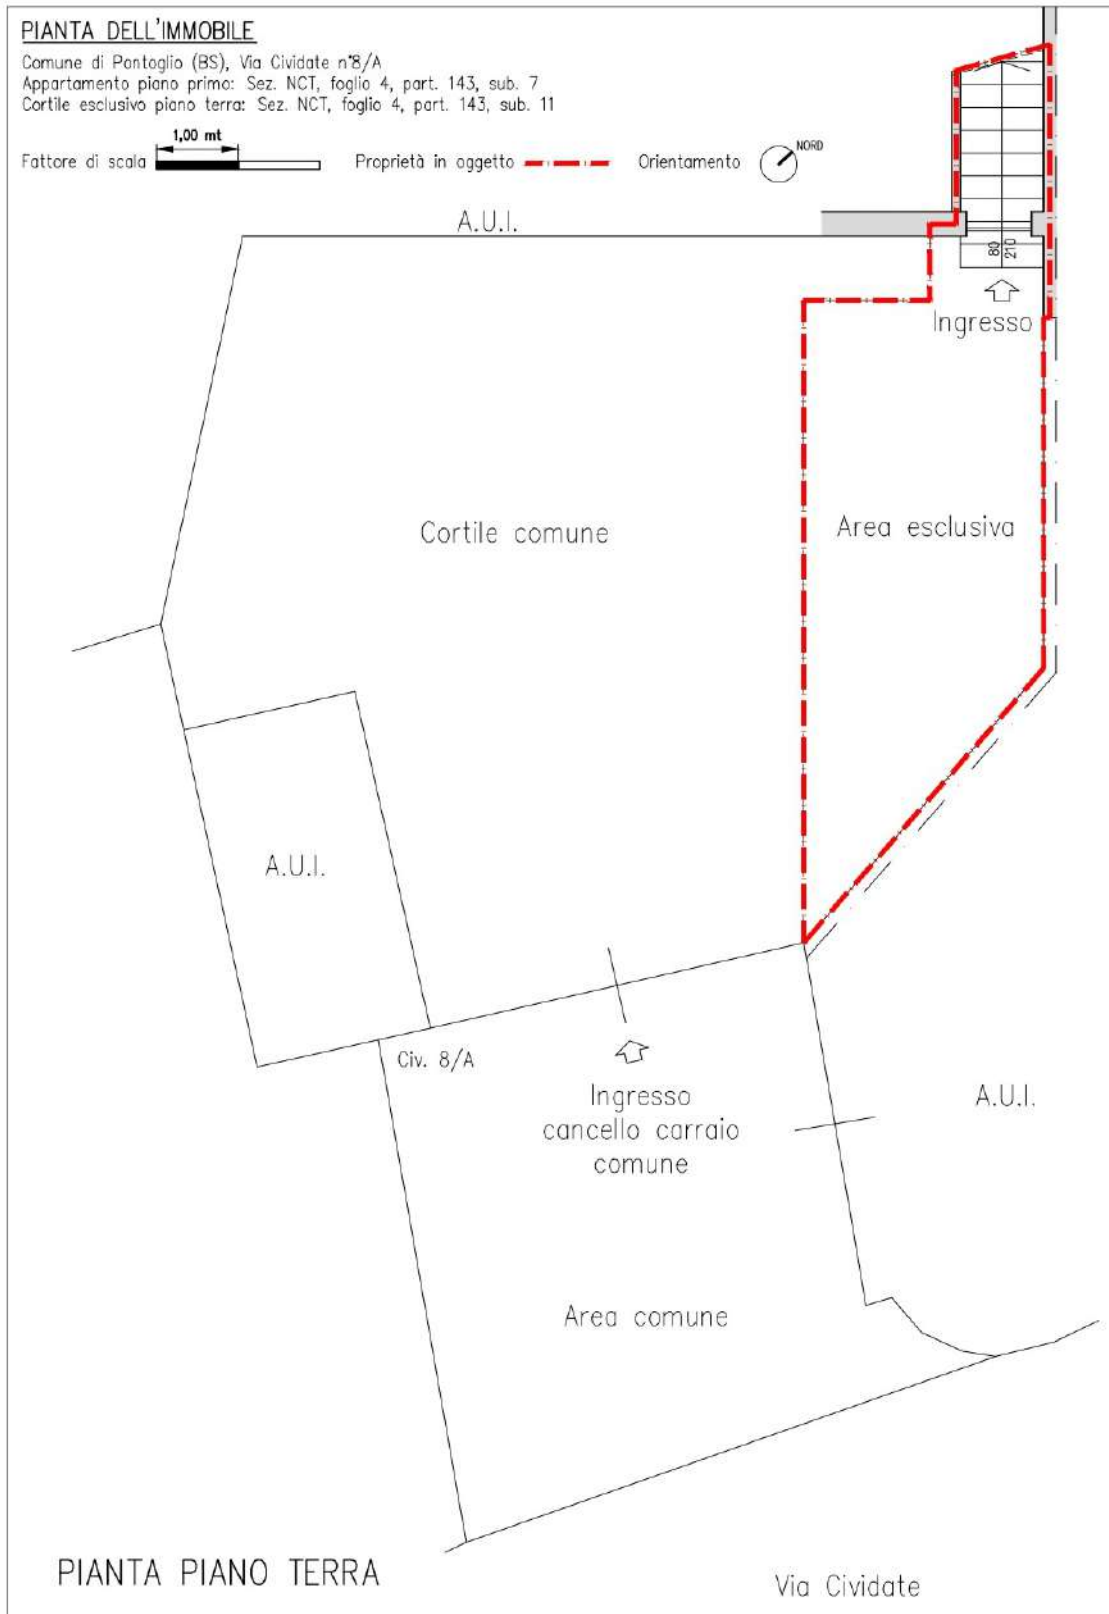 PIANTA DELL'IMMOBILE
Comune di Pontoglio (BS), Via Cividate n°8/A
Appartamento piano primo: Sez. NCT, foglio 4, part. 143, sub. 7
Cortile esclusivo piano terra: Sez. NCT, foglio 4, part. 143, sub. 11
1,00 mt
Fattore di scala
Proprietà in oggetto
Orientamento
NORD
A.U.I.
80
210
Ingresso
Cortile comune
Area esclusiva
A.U.I.
Civ. 8/A
Ingresso
cancello carraio
comune
A.U.I.
Area comune
PIANTA PIANO TERRA
Via Cividate